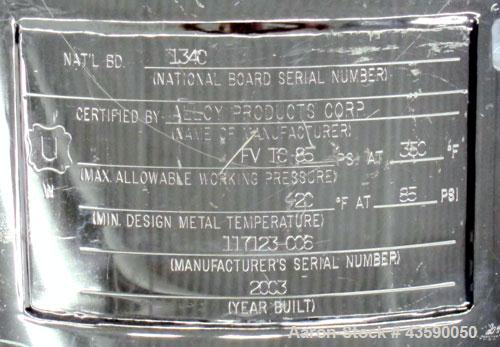 NAT'L BD. 1340
(NATIONAL BOARD SERIAL NUMBER)
CERTIFIED BY ALLOY PRODUCTS CORP
(NAME OF MANUFACTURER)
U
W
FV TO 85 PSI AT 350 °F
(MAX. ALLOWABLE WORKING PRESSURE)
-20 °F AT 85 PSI
(MIN. DESIGN METAL TEMPERATURE)
117123-006
(MANUFACTURER'S SERIAL NUMBER)
2003
(YEAR BUILT)
Aaron Stock # 43590050